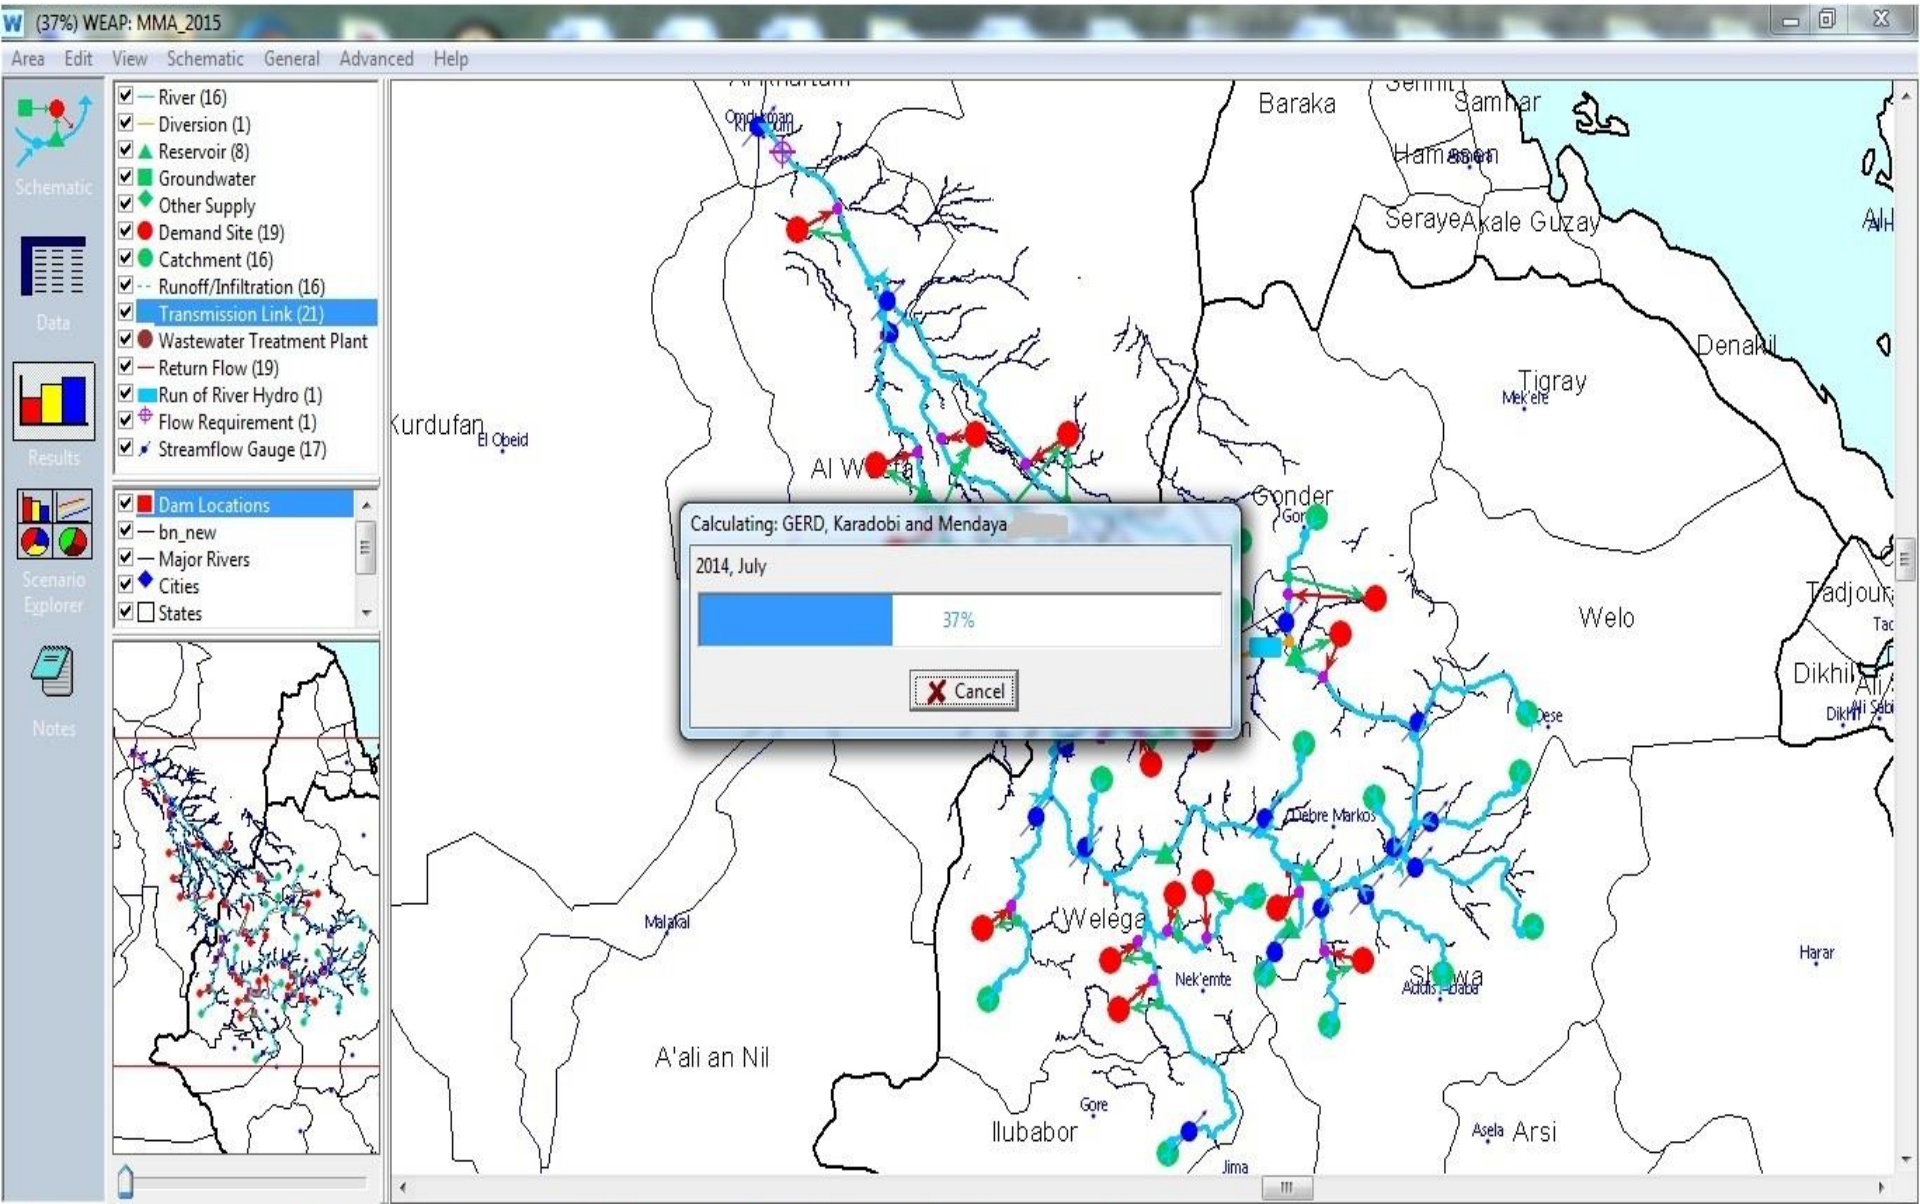 (37%) WEAP: MMA_2015
Area Edit View Schematic General Advanced Help
Schematic
Data
Results
Scenario
Explorer
Notes
River (16)
Diversion (1)
Reservoir (8)
Groundwater
Other Supply
Demand Site (19)
Catchment (16)
Runoff/Infiltration (16)
Transmission Link (21)
Wastewater Treatment Plant
Return Flow (19)
Run of River Hydro (1)
Flow Requirement (1)
Streamflow Gauge (17)
Dam Locations
bn_new
Major Rivers
Cities
States
Baraka
Samhar
Hamasen
Seraye Akale Guzay
Denakil
Tigray
Mek'ele
Kurdufan
El Obeid
Gonder
Calculating: GERD, Karadobi and Mendaya
2014, July
37%
Cancel
Welo
Tadjour
Dikhil
Dikhil
Dese
Debre Markos
Malakal
Welega
Nek'emte
Harar
A'ali an Nil
Gore
Ilubabor
Asela Arsi
Jima